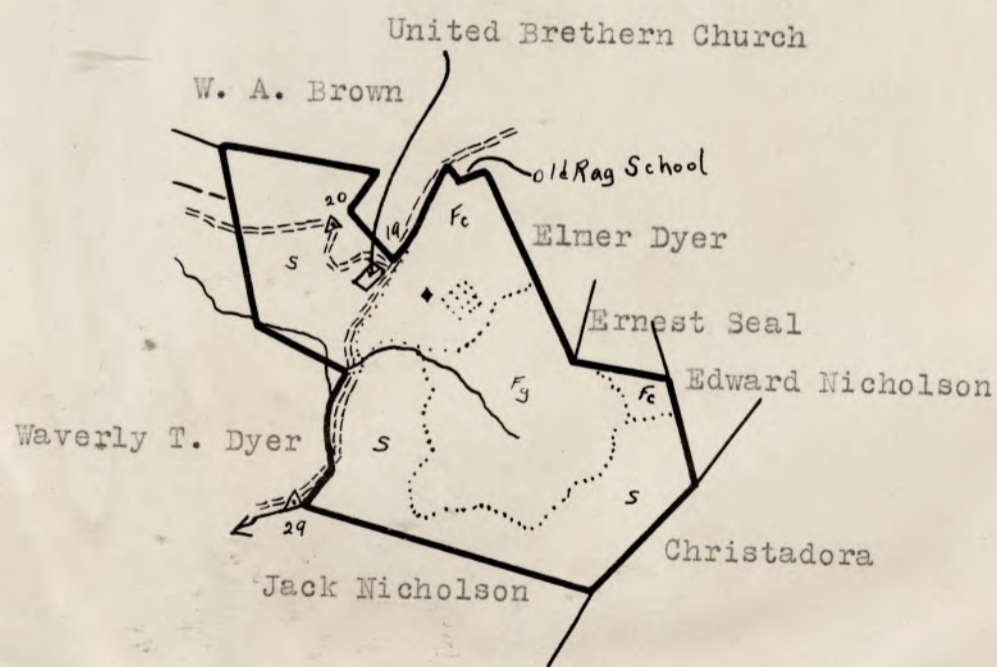 United Brethern Church
W. A. Brown
Old Rag School
20
19
Fc
Elmer Dyer
S
Ernest Seal
Fg
Fc
Edward Nicholson
Waverly T. Dyer
S
S
29
Christadora
Jack Nicholson